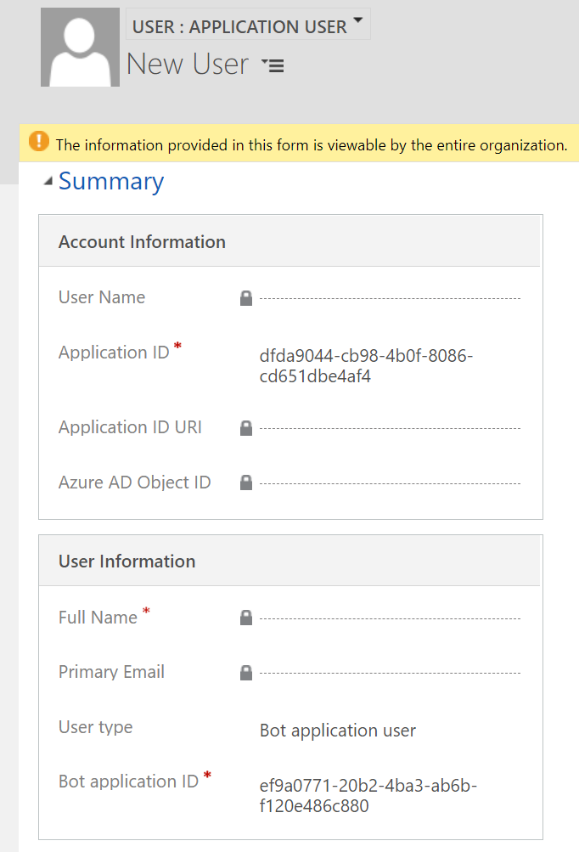 USER : APPLICATION USER
New User
The information provided in this form is viewable by the entire organization.
Summary
Account Information
User Name
Application ID *
dfda9044-cb98-4b0f-8086-
cd651dbe4af4
Application ID URI
Azure AD Object ID
User Information
Full Name *
Primary Email
User type
Bot application user
Bot application ID *
ef9a0771-20b2-4ba3-ab6b-
f120e486c880